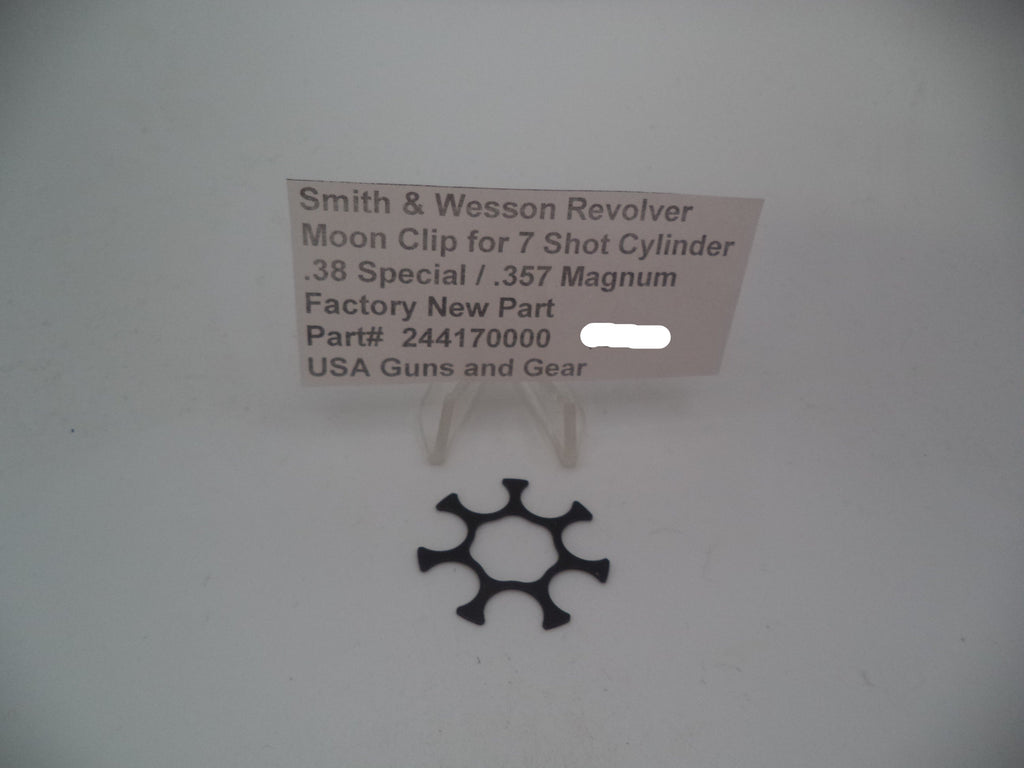 Smith & Wesson Revolver
Moon Clip for 7 Shot Cylinder
.38 Special / .357 Magnum
Factory New Part
Part# 244170000
USA Guns and Gear